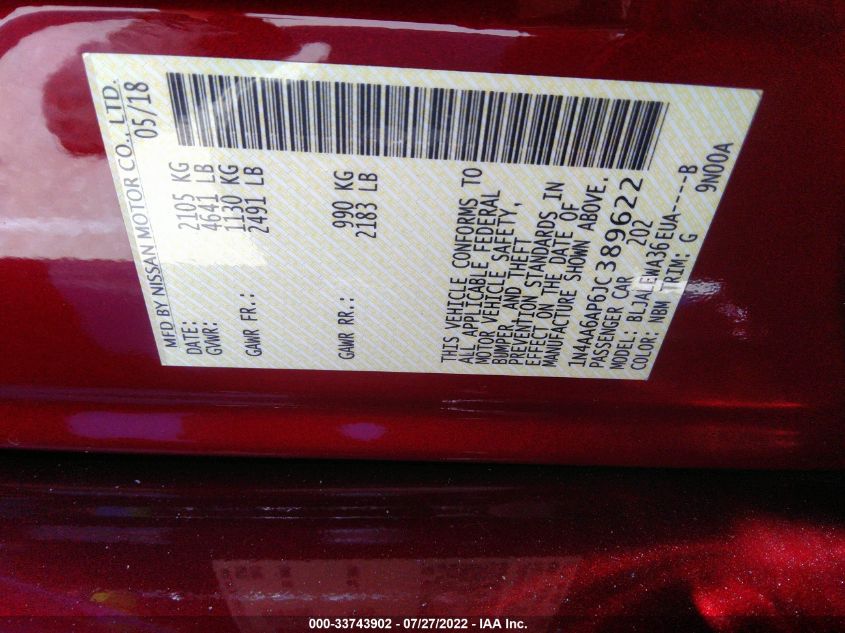 MFD BY NISSAN MOTOR CO., LTD.
DATE: 05/18
GVWR: 2105 KG
4641 LB
GAWR FR.: 1130 KG
2491 LB
GAWR RR.: 990 KG
2183 LB
THIS VEHICLE CONFORMS TO
ALL APPLICABLE FEDERAL
MOTOR VEHICLE SAFETY,
BUMPER, AND THEFT
PREVENTION STANDARDS IN
EFFECT ON THE DATE OF
MANUFACTURE SHOWN ABOVE.
1N4AA6AP6JC389622
PASSENGER CAR 202
MODEL: BLJALEWA36EUA-----B
COLOR: NBM TRIM: G 9N00A
000-33743902 - 07/27/2022 - IAA Inc.